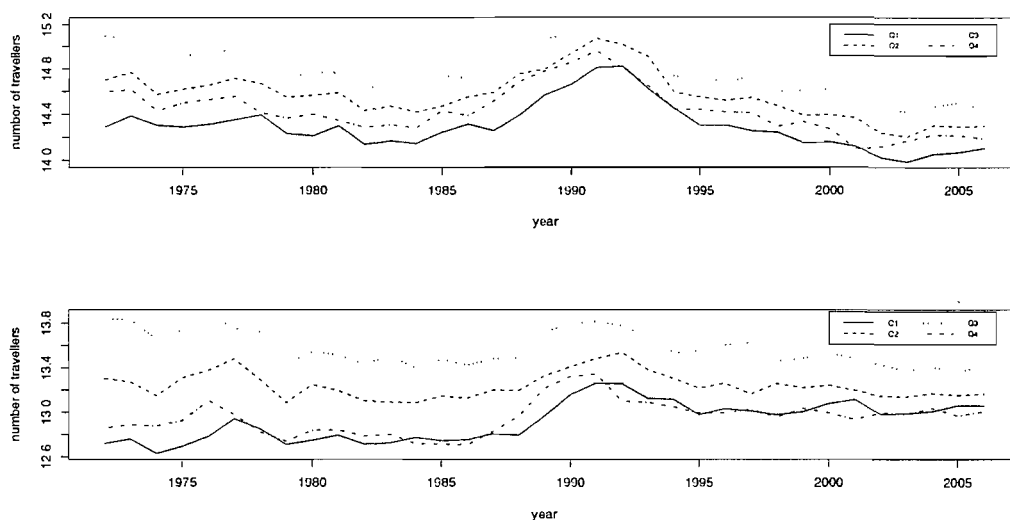 number of travellers
15.2
14.8
14.4
14.0
Q1
Q2
Q3
Q4
1975
1980
1985
1990
1995
2000
2005
year
number of travellers
13.8
13.4
13.0
12.6
Q1
Q2
Q3
Q4
1975
1980
1985
1990
1995
2000
2005
year